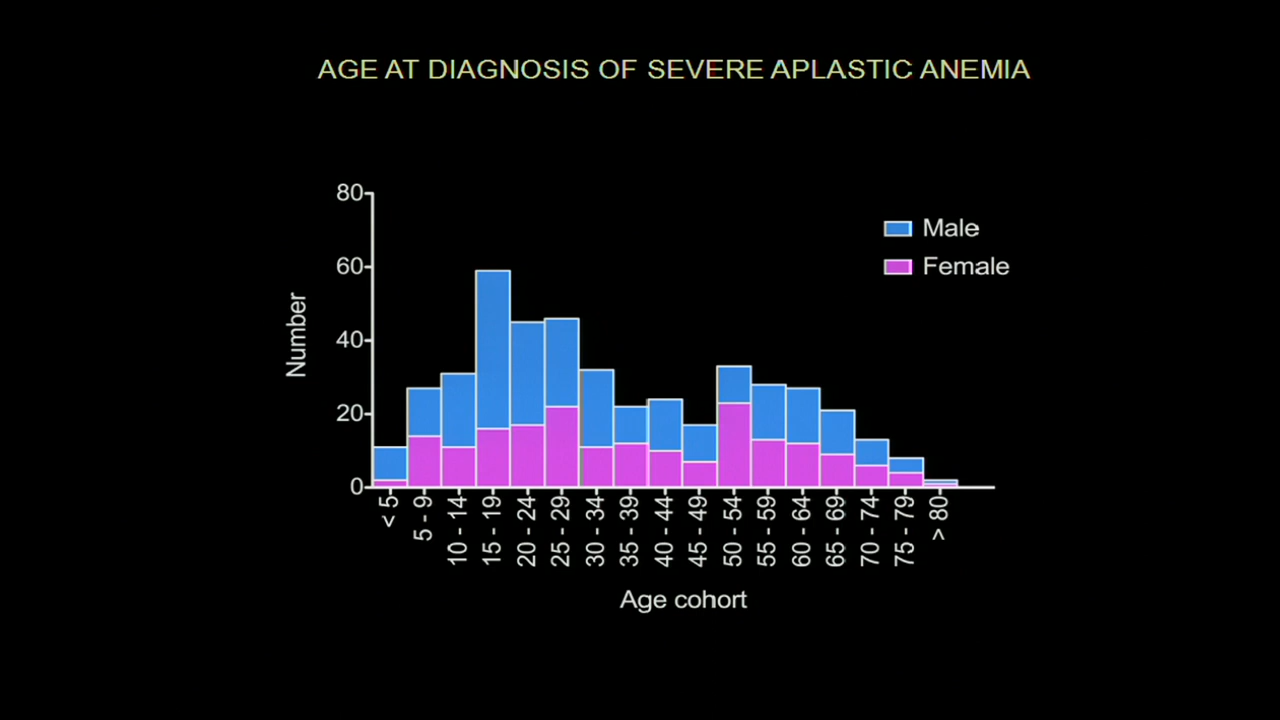 AGE AT DIAGNOSIS OF SEVERE APLASTIC ANEMIA
80
60
40
20
0
Number
Male
Female
< 5
5 - 9
10 - 14
15 - 19
20 - 24
25 - 29
30 - 34
35 - 39
40 - 44
45 - 49
50 - 54
55 - 59
60 - 64
65 - 69
70 - 74
75 - 79
> 80
Age cohort